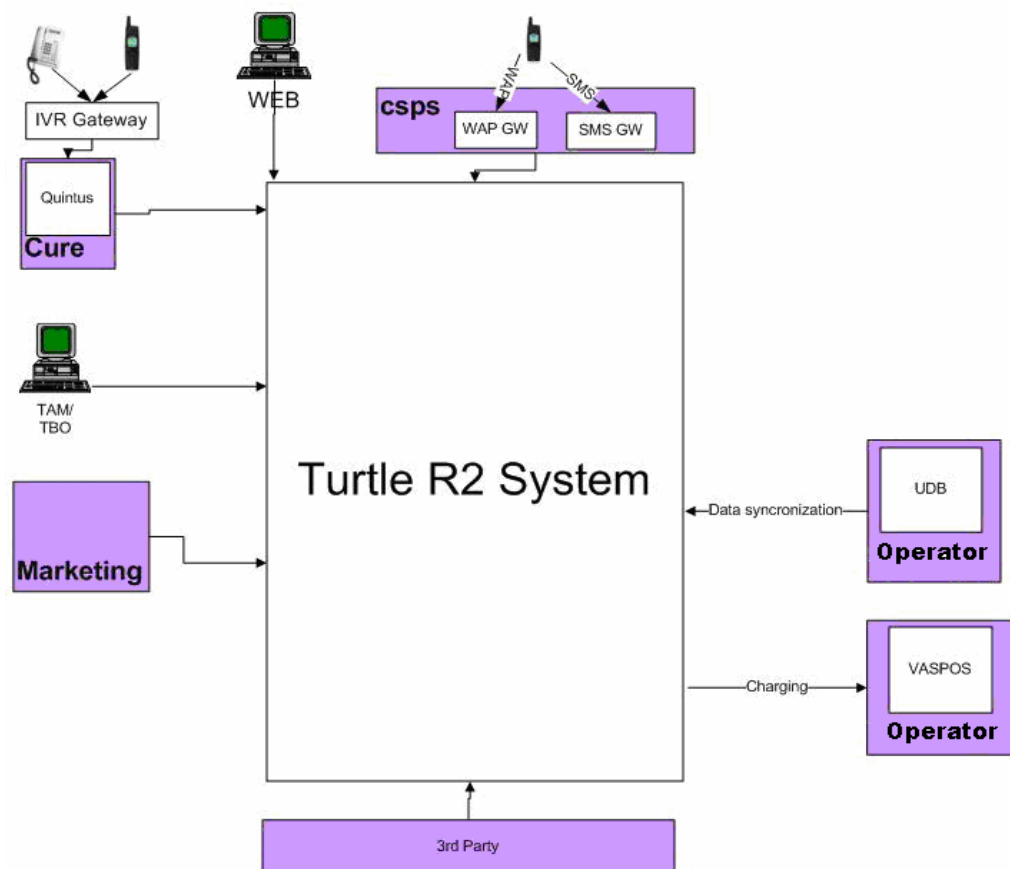 WEB
WAP
SMS
csps
IVR Gateway
WAP GW
SMS GW
Quintus
Cure
TAM/
TBO
Turtle R2 System
Marketing
UDB
Data syncronization
Operator
Charging
VASPOS
Operator
3rd Party